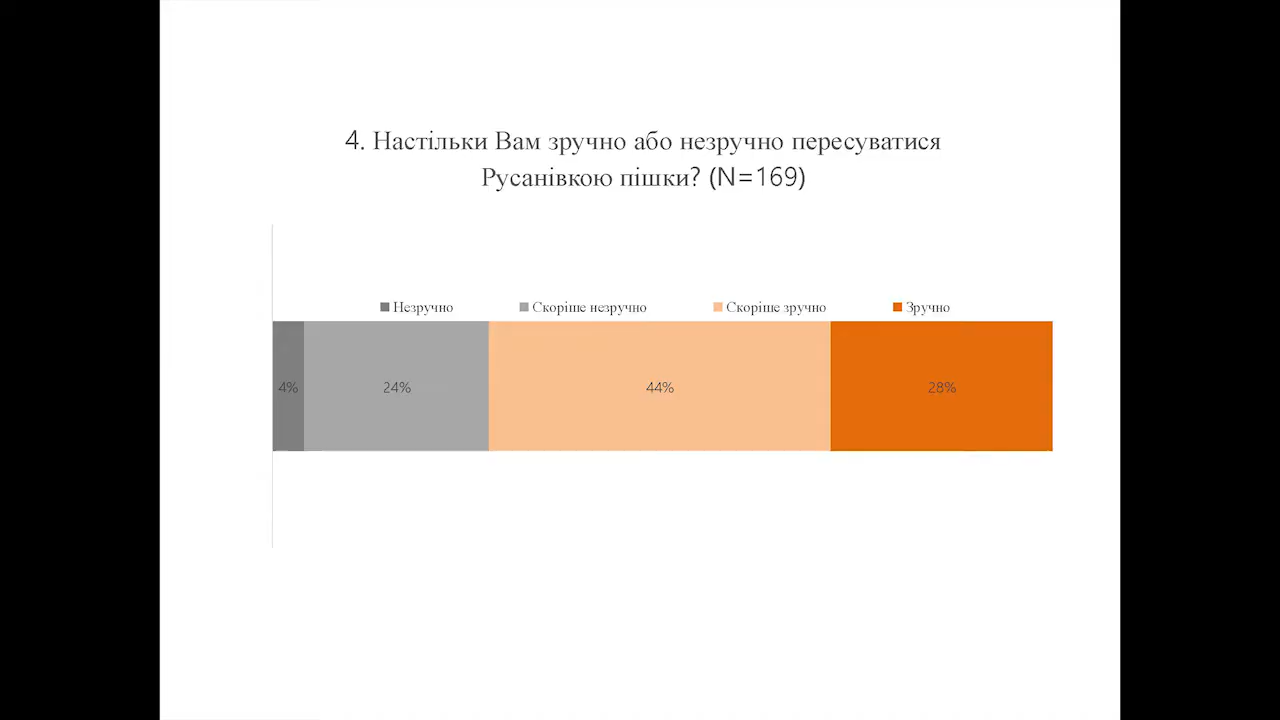 4. Настільки Вам зручно або незручно пересуватися
Русанівкою пішки? (N=169)
Незручно Скоріше незручно Скоріше зручно Зручно
4% 24% 44% 28%